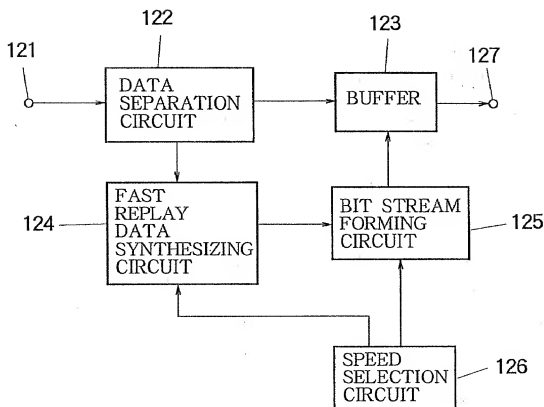 122
123
121
127
DATA
SEPARATION
CIRCUIT
BUFFER
124
FAST
REPLAY
DATA
SYNTHESIZING
CIRCUIT
BIT STREAM
FORMING
CIRCUIT
125
SPEED
SELECTION
CIRCUIT
126